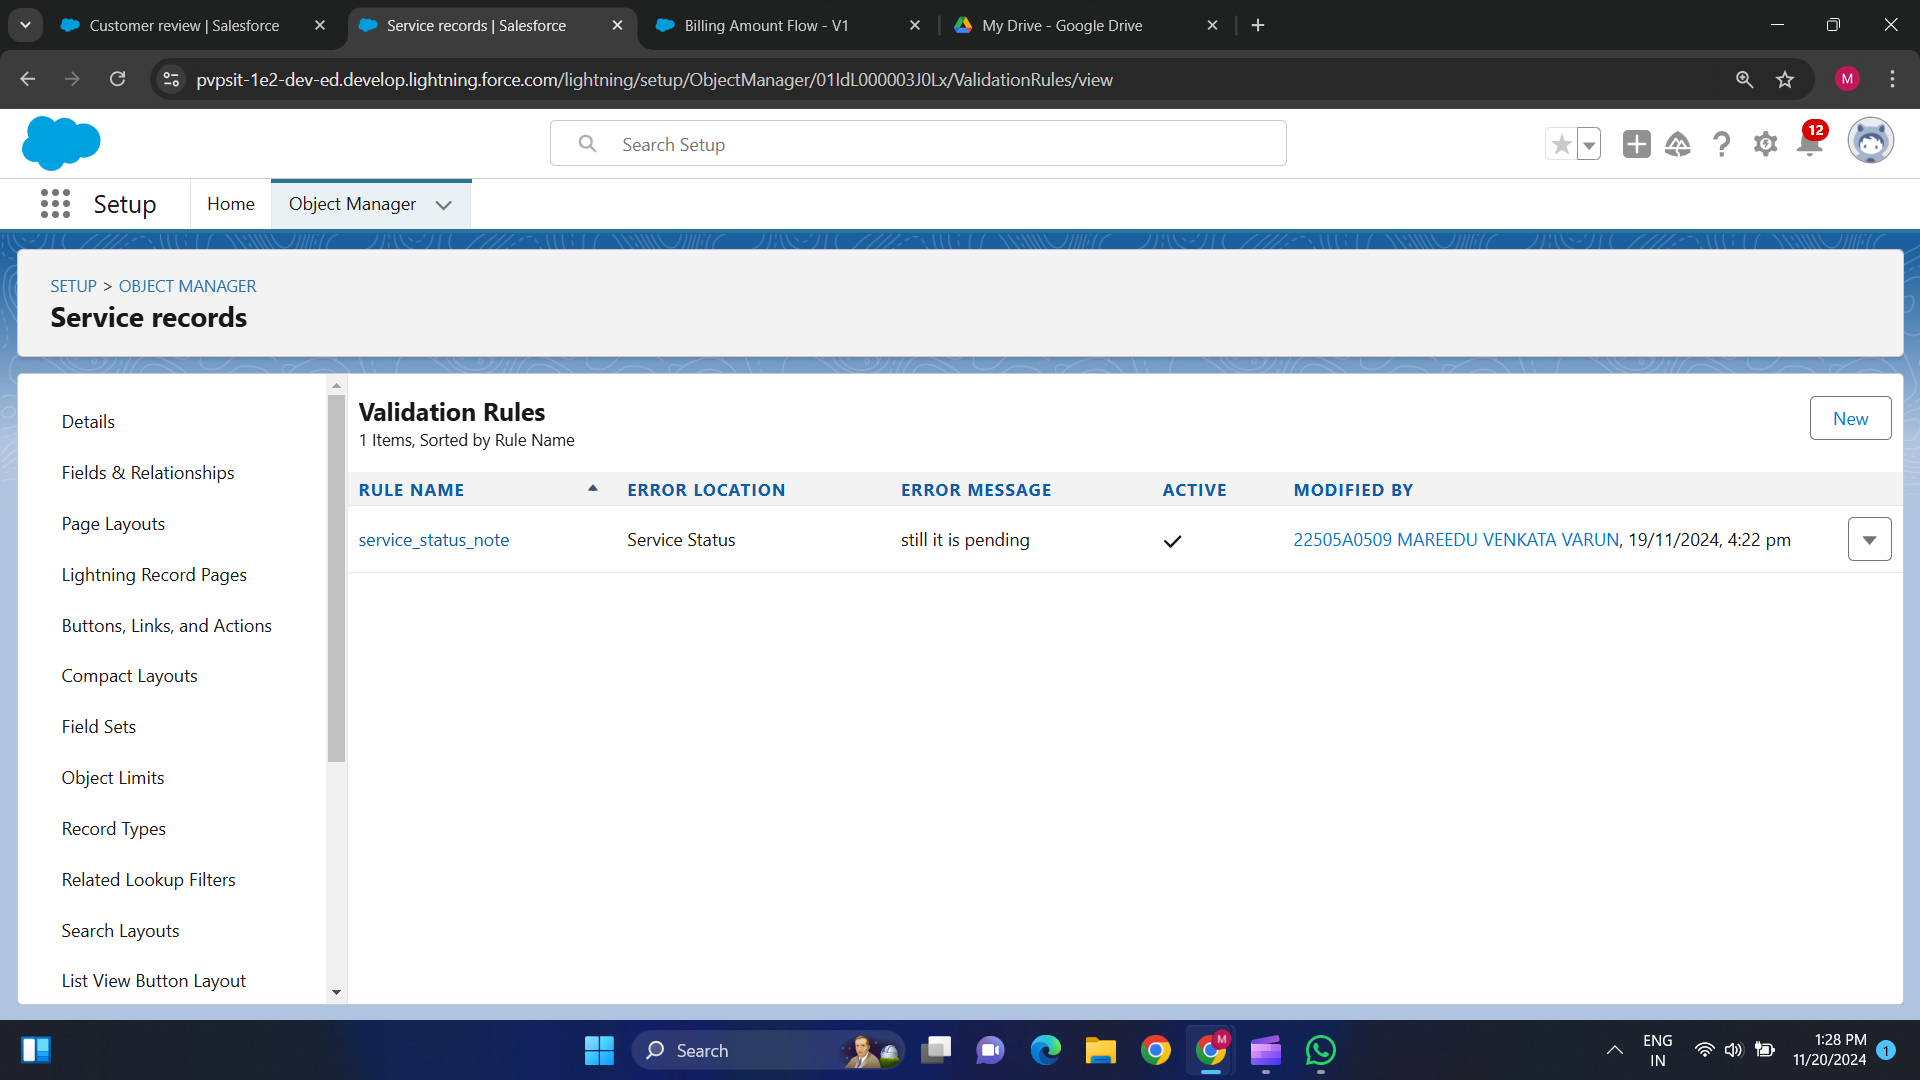 Customer review | Salesforce
Service records | Salesforce
Billing Amount Flow - V1
My Drive - Google Drive
pvpsit-1e2-dev-ed.develop.lightning.force.com/lightning/setup/ObjectManager/01IdL000003J0Lx/ValidationRules/view
M
Search Setup
12
Setup
Home
Object Manager
SETUP > OBJECT MANAGER
Service records
Details
Fields & Relationships
Page Layouts
Lightning Record Pages
Buttons, Links, and Actions
Compact Layouts
Field Sets
Object Limits
Record Types
Related Lookup Filters
Search Layouts
List View Button Layout
Validation Rules
1 Items, Sorted by Rule Name
New
RULE NAME ERROR LOCATION ERROR MESSAGE ACTIVE MODIFIED BY
service_status_note Service Status still it is pending 22505A0509 MAREEDU VENKATA VARUN, 19/11/2024, 4:22 pm
Search
M
ENG
IN
1:28 PM
11/20/2024
1